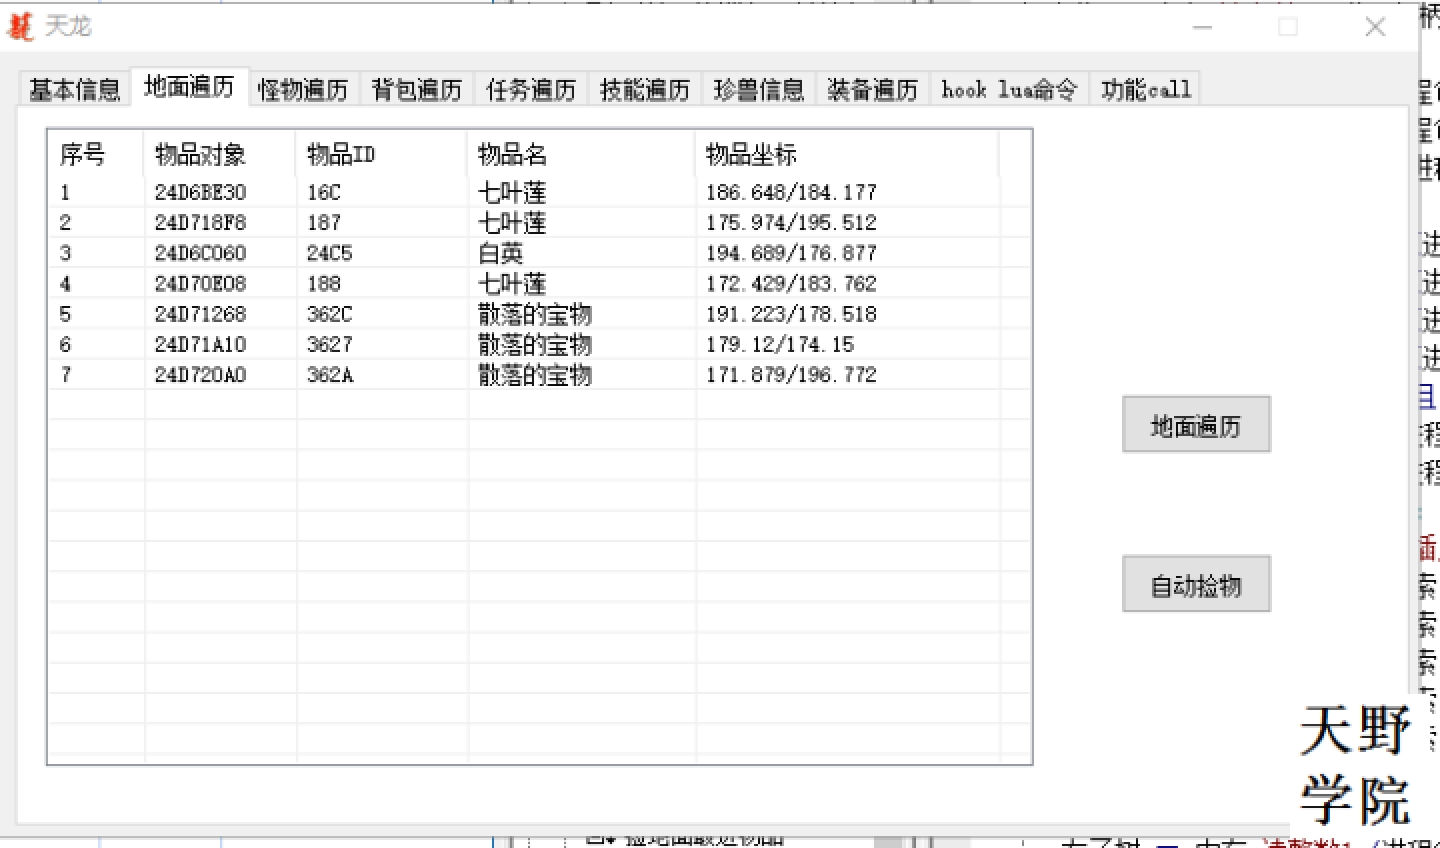 天龙
基本信息 地面遍历 怪物遍历 背包遍历 任务遍历 技能遍历 珍兽信息 装备遍历 hook lua命令 功能call
序号 物品对象 物品ID 物品名 物品坐标
1 24D6BE30 16C 七叶莲 186.648/184.177
2 24D718F8 187 七叶莲 175.974/195.512
3 24D6C060 24C5 白英 194.689/176.877
4 24D70E08 188 七叶莲 172.429/183.762
5 24D71268 362C 散落的宝物 191.223/178.518
6 24D71A10 3627 散落的宝物 179.12/174.15
7 24D720A0 362A 散落的宝物 171.879/196.772
地面遍历
自动捡物
天野
学院